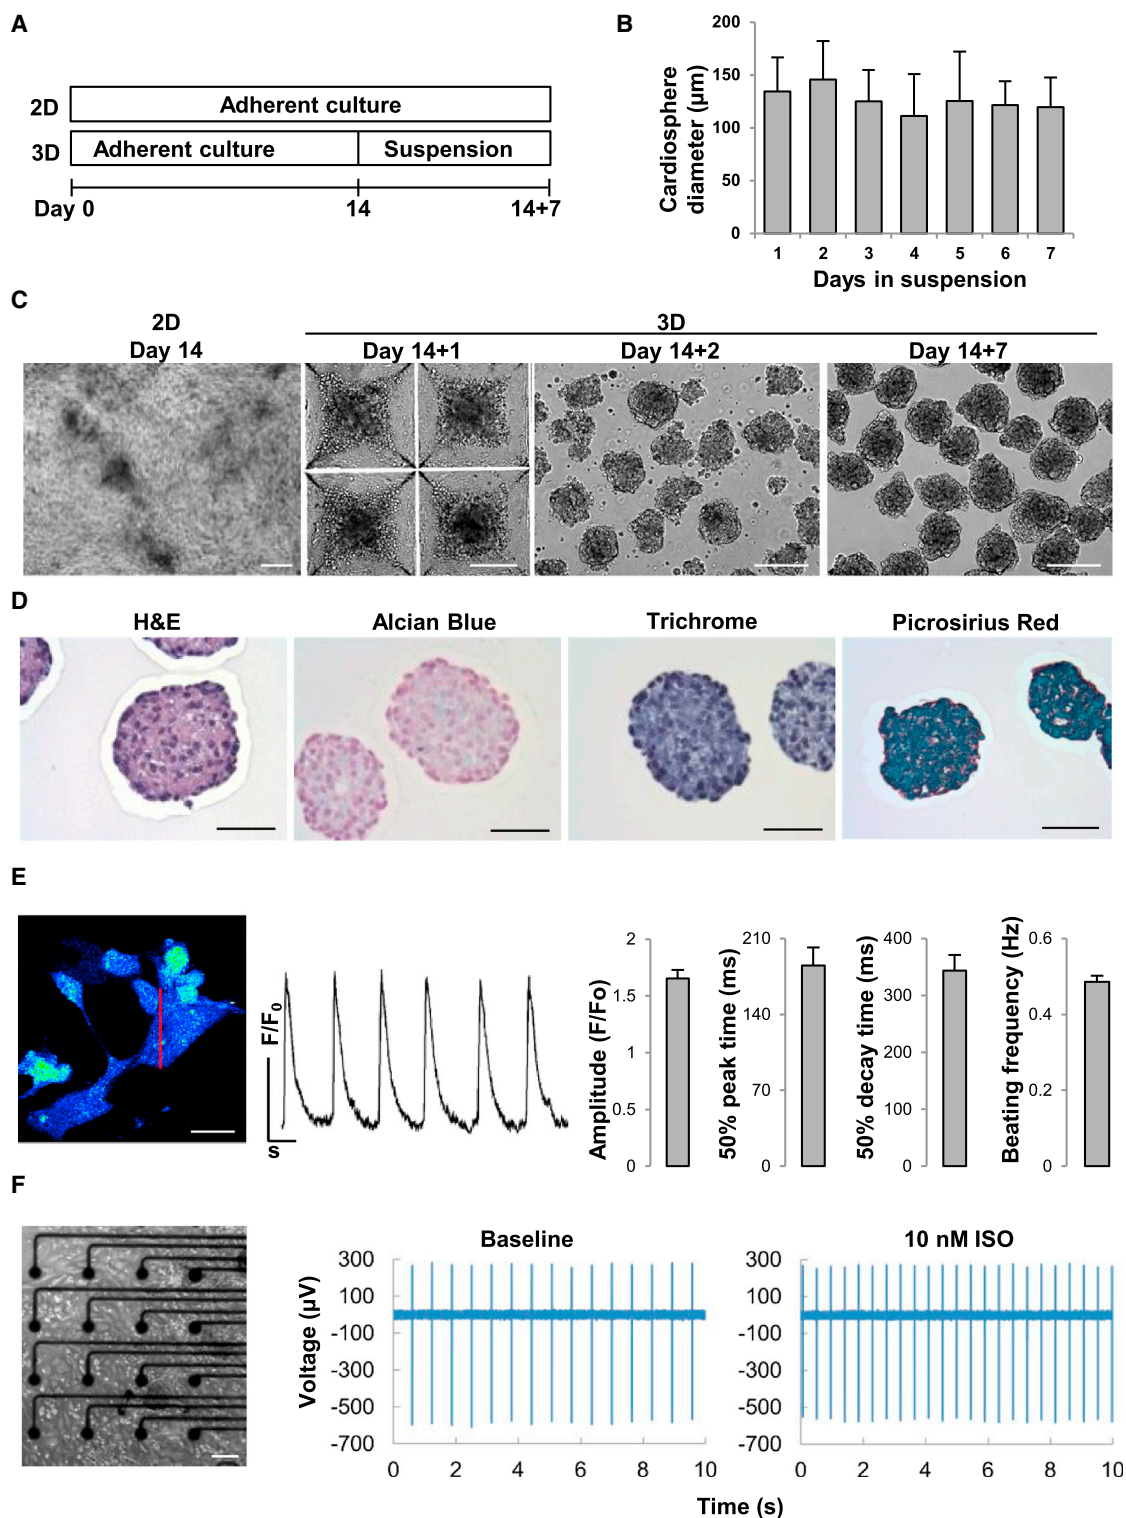 A
2D
Adherent culture
3D
Adherent culture
Suspension
Day 0
14
14+7
B
Cardiosphere
diameter (µm)
200
150
100
50
0
1 2 3 4 5 6 7
Days in suspension
C
2D
3D
Day 14
Day 14+1
Day 14+2
Day 14+7
D
H&E
Alcian Blue
Trichrome
Picrosirius Red
E
F/F0
s
Amplitude (F/Fo)
2
1.5
1
0.5
0
50% peak time (ms)
210
140
70
0
50% decay time (ms)
400
300
200
100
0
Beating frequency (Hz)
0.6
0.4
0.2
0
F
Baseline
Voltage (µV)
300
100
-100
-300
-500
-700
0 2 4 6 8 10
10 nM ISO
300
100
-100
-300
-500
-700
0 2 4 6 8 10
Time (s)